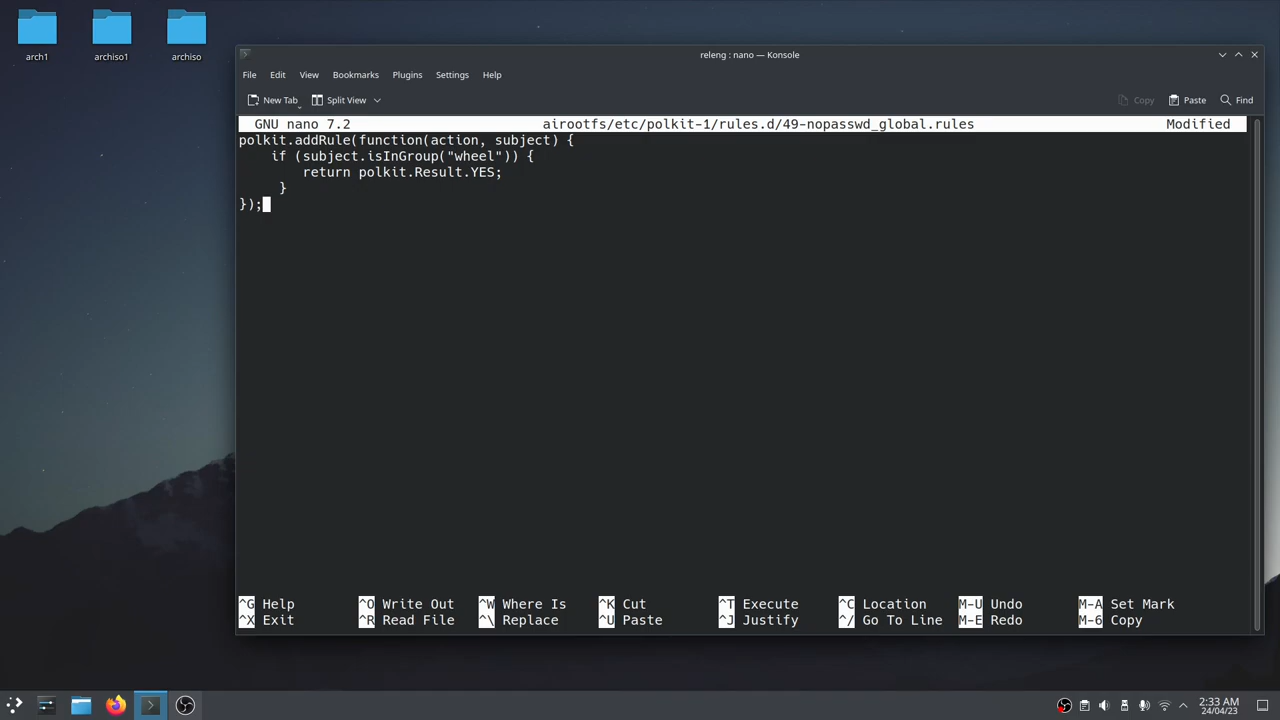 arch1
archiso1
archiso
releng : nano — Konsole
File Edit View Bookmarks Plugins Settings Help
New Tab Split View Copy Paste Find
GNU nano 7.2 airootfs/etc/polkit-1/rules.d/49-nopasswd_global.rules Modified
polkit.addRule(function(action, subject) {
if (subject.isInGroup("wheel")) {
return polkit.Result.YES;
}
});
^G Help ^O Write Out ^W Where Is ^K Cut ^T Execute ^C Location M-U Undo M-A Set Mark
^X Exit ^R Read File ^\ Replace ^U Paste ^J Justify ^/ Go To Line M-E Redo M-6 Copy
2:33 AM
24/04/23